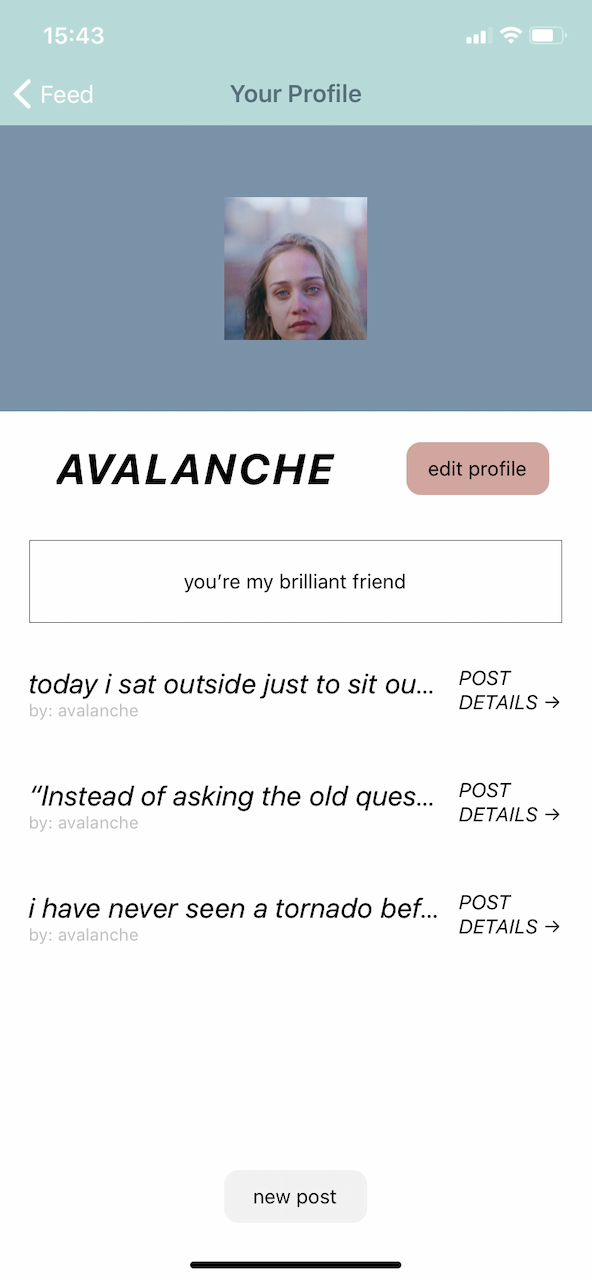 15:43
Feed
Your Profile
AVALANCHE
edit profile
you’re my brilliant friend
today i sat outside just to sit ou...
by: avalanche
POST
DETAILS →
“Instead of asking the old ques...
by: avalanche
POST
DETAILS →
i have never seen a tornado bef...
by: avalanche
POST
DETAILS →
new post